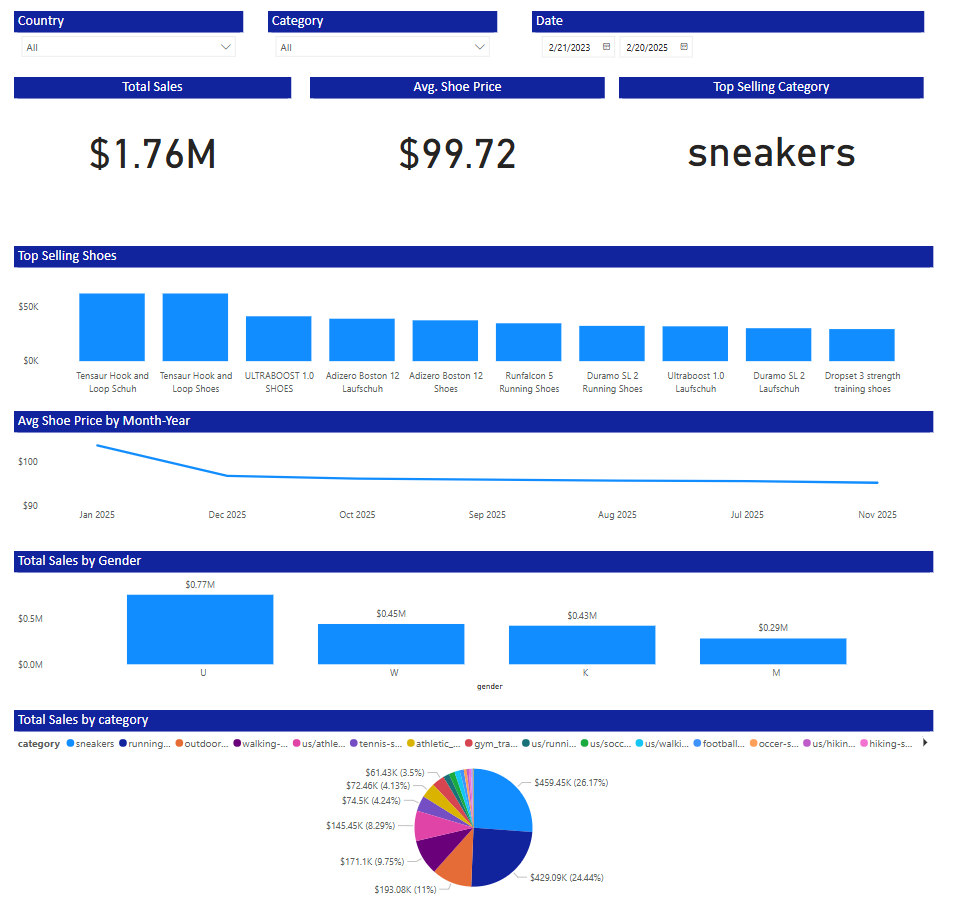 Country
Category
Date
All
All
2/21/2023
2/20/2025
Total Sales
Avg. Shoe Price
Top Selling Category
$1.76M
$99.72
sneakers
Top Selling Shoes
$50K
$0K
Tensaur Hook and
Loop Schuh
Tensaur Hook and
Loop Shoes
ULTRABOOST 1.0
SHOES
Adizero Boston 12
Laufschuh
Adizero Boston 12
Shoes
Runfalcon 5
Running Shoes
Duramo SL 2
Running Shoes
Ultraboost 1.0
Laufschuh
Duramo SL 2
Laufschuh
Dropset 3 strength
training shoes
Avg Shoe Price by Month-Year
$100
$90
Jan 2025
Dec 2025
Oct 2025
Sep 2025
Aug 2025
Jul 2025
Nov 2025
Total Sales by Gender
$0.5M
$0.0M
$0.77M
$0.45M
$0.43M
$0.29M
U
W
K
M
gender
Total Sales by category
category sneakers running... outdoor... walking-... us/athle... tennis-s... athletic_... gym_tra... us/runni... us/socc... us/walki... football... occer-s... us/hikin... hiking-s...
$61.43K (3.5%)
$72.46K (4.13%)
$74.5K (4.24%)
$145.45K (8.29%)
$171.1K (9.75%)
$193.08K (11%)
$459.45K (26.17%)
$429.09K (24.44%)